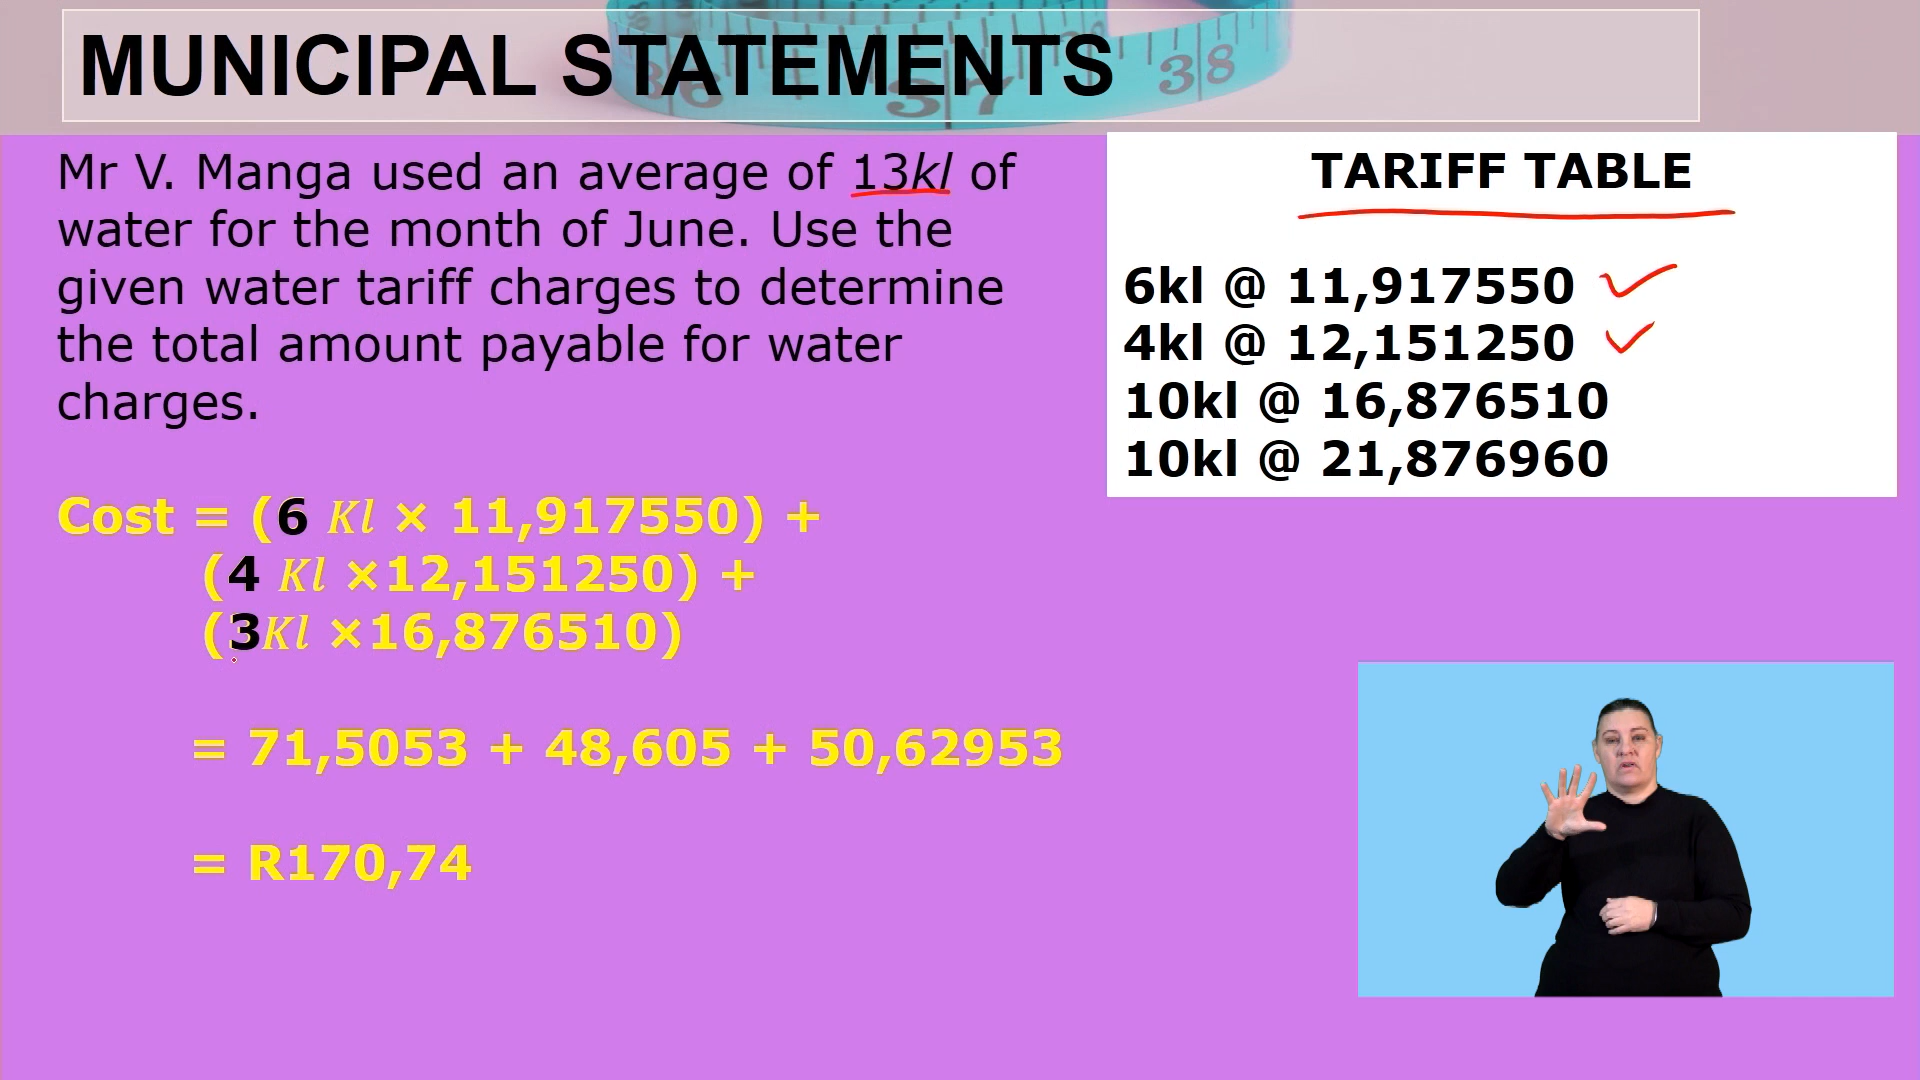 MUNICIPAL STATEMENTS
36 37 38
Mr V. Manga used an average of 13kl of
water for the month of June. Use the
given water tariff charges to determine
the total amount payable for water
charges.
TARIFF TABLE
6kl @ 11,917550
4kl @ 12,151250
10kl @ 16,876510
10kl @ 21,876960
Cost = (6 Kl × 11,917550) +
(4 Kl ×12,151250) +
(3Kl ×16,876510)
= 71,5053 + 48,605 + 50,62953
= R170,74